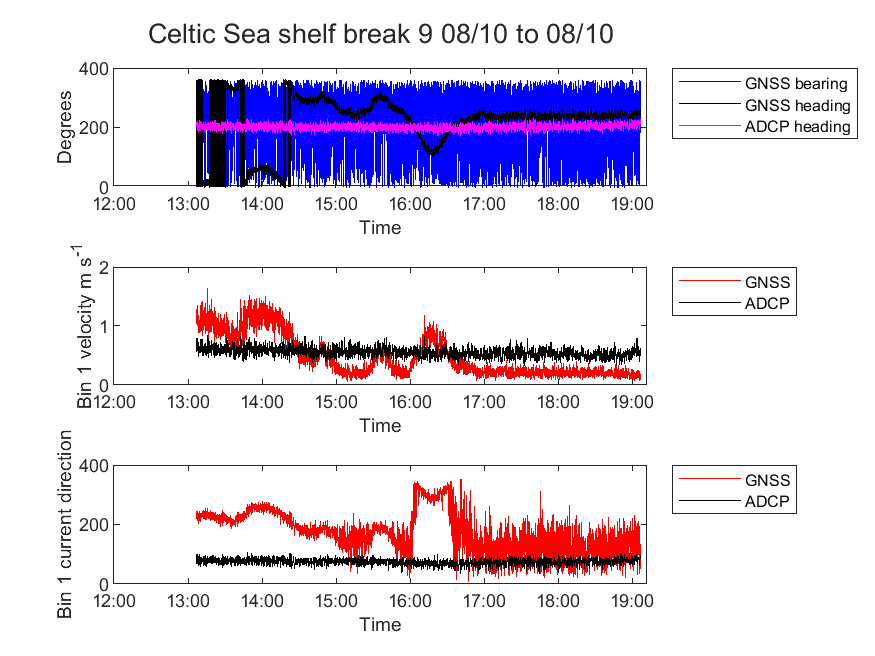 Celtic Sea shelf break 9 08/10 to 08/10
400
200
0
Degrees
12:00 13:00 14:00 15:00 16:00 17:00 18:00 19:00
Time
GNSS bearing
GNSS heading
ADCP heading
2
1
0
Bin 1 velocity m s-1
12:00 13:00 14:00 15:00 16:00 17:00 18:00 19:00
Time
GNSS
ADCP
400
200
0
Bin 1 current direction
12:00 13:00 14:00 15:00 16:00 17:00 18:00 19:00
Time
GNSS
ADCP